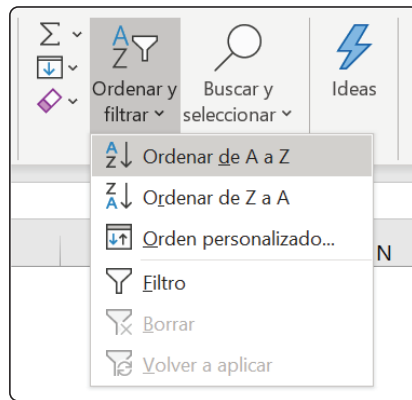 Ordenar y
filtrar
Buscar y
seleccionar
Ideas
Ordenar de A a Z
Ordenar de Z a A
Orden personalizado...
Filtro
Borrar
Volver a aplicar
N